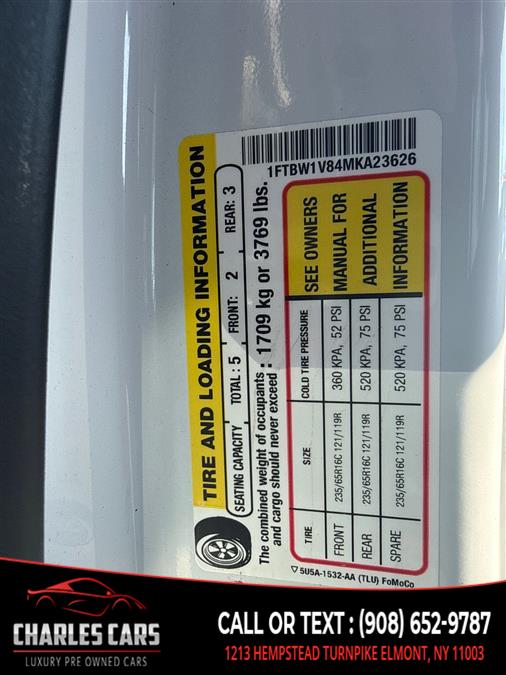 TIRE AND LOADING INFORMATION
SEATING CAPACITY TOTAL : 5 FRONT: 2 REAR: 3
The combined weight of occupants
and cargo should never exceed : 1709 kg or 3769 lbs.
TIRE SIZE COLD TIRE PRESSURE
FRONT 235/65R16C 121/119R 360 KPA, 52 PSI
REAR 235/65R16C 121/119R 520 KPA, 75 PSI
SPARE 235/65R16C 121/119R 520 KPA, 75 PSI
SEE OWNERS
MANUAL FOR
ADDITIONAL
INFORMATION
1FTBW1V84MKA23626
5U5A-1532-AA (TLU) FoMoCo
CHARLES CARS
LUXURY PRE OWNED CARS
CALL OR TEXT : (908) 652-9787
1213 HEMPSTEAD TURNPIKE ELMONT, NY 11003